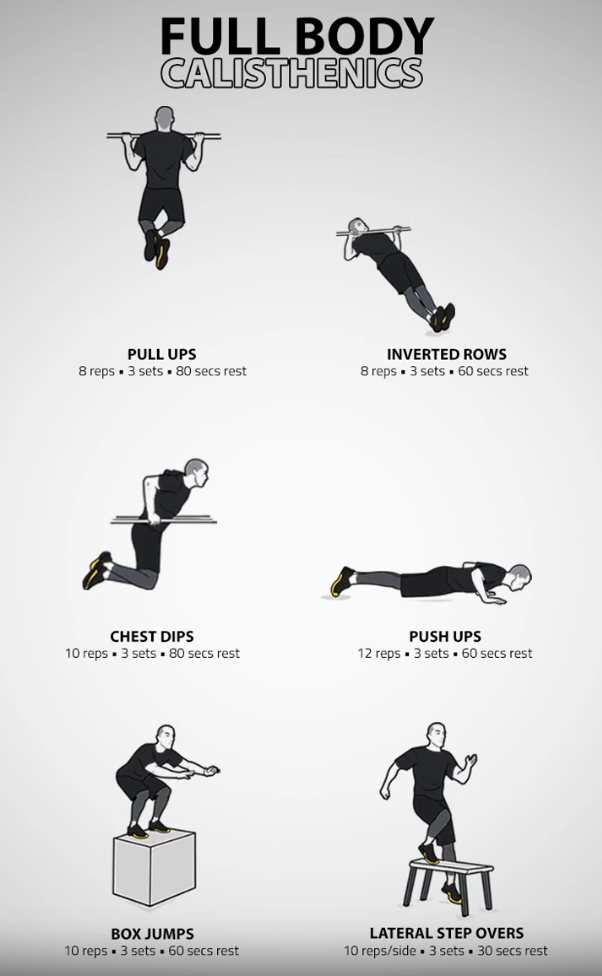 FULL BODY
CALISTHENICS
PULL UPS
8 reps ▪ 3 sets ▪ 80 secs rest
INVERTED ROWS
8 reps ▪ 3 sets ▪ 60 secs rest
CHEST DIPS
10 reps ▪ 3 sets ▪ 80 secs rest
PUSH UPS
12 reps ▪ 3 sets ▪ 60 secs rest
BOX JUMPS
10 reps ▪ 3 sets ▪ 60 secs rest
LATERAL STEP OVERS
10 reps/side ▪ 3 sets ▪ 30 secs rest